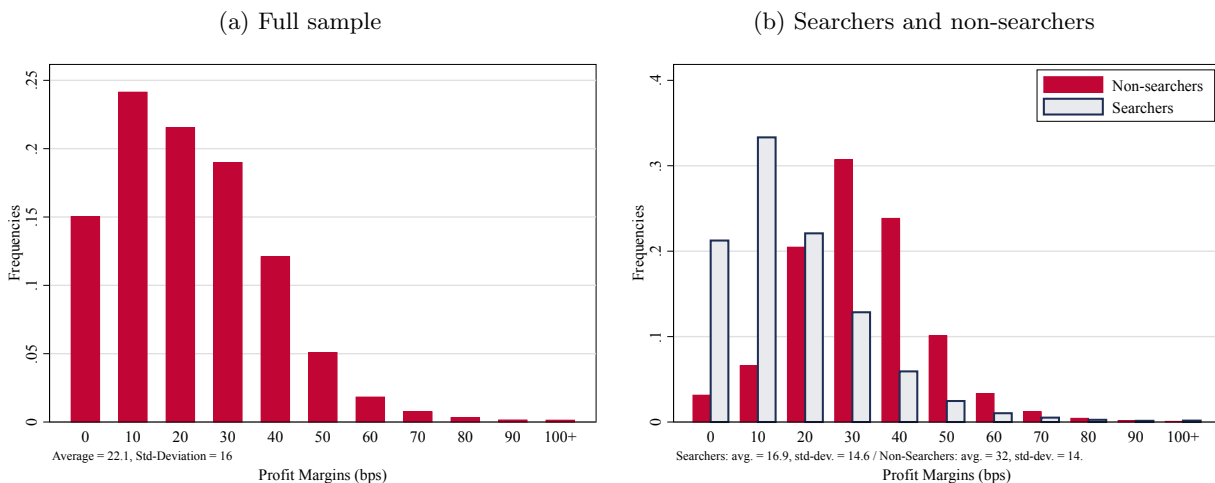 (a) Full sample
Frequencies
.25
.2
.15
.1
.05
0
0 10 20 30 40 50 60 70 80 90 100+
Average = 22.1, Std-Deviation = 16
Profit Margins (bps)
(b) Searchers and non-searchers
Non-searchers
Searchers
Frequencies
.4
.3
.2
.1
0
0 10 20 30 40 50 60 70 80 90 100+
Searchers: avg. = 16.9, std-dev. = 14.6 / Non-Searchers: avg. = 32, std-dev. = 14.
Profit Margins (bps)